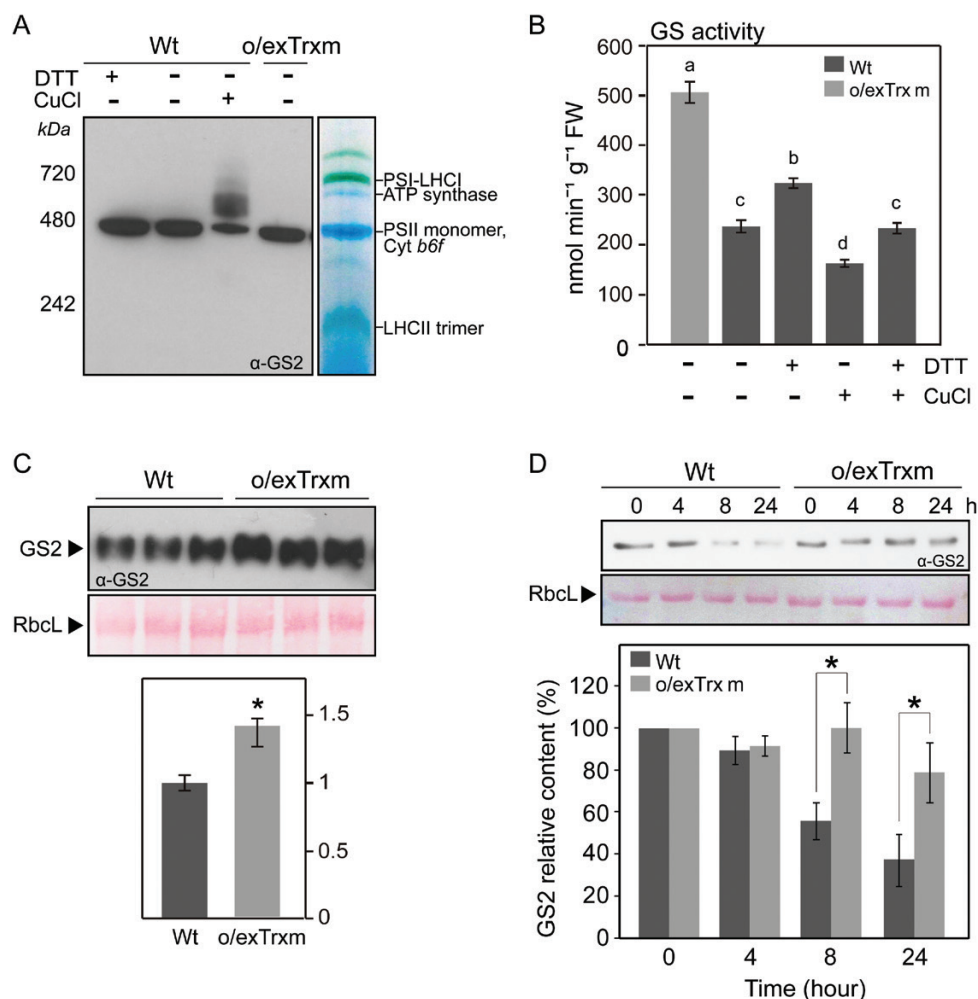 A
Wt o/exTrxm
DTT + - - -
CuCl - - + -
kDa
720
480
242
α-GS2
PSI-LHCI
ATP synthase
PSII monomer,
Cyt b6f
LHCII trimer
B
GS activity
nmol min⁻¹ g⁻¹ FW
600
500
400
300
200
100
0
Wt
o/exTrx m
a c b c d c
- - + - + DTT
- - - + + CuCl
C
Wt o/exTrxm
GS2
α-GS2
RbcL
*
1.5
1
0.5
0
Wt o/exTrxm
D
Wt o/exTrxm
0 4 8 24 0 4 8 24 h
α-GS2
RbcL
GS2 relative content (%)
Wt
o/exTrx m
* *
120
100
80
60
40
20
0
0 4 8 24
Time (hour)